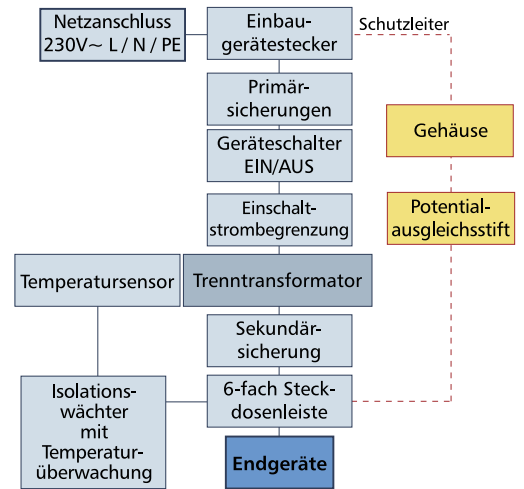 Netzanschluss
230V~ L / N / PE
Einbau-
gerätestecker
Schutzleiter
Primär-
sicherungen
Gehäuse
Geräteschalter
EIN/AUS
Einschalt-
strombegrenzung
Potential-
ausgleichsstift
Temperatursensor
Trenntransformator
Sekundär-
sicherung
Isolations-
wächter
mit
Temperatur-
überwachung
6-fach Steck-
dosenleiste
Endgeräte